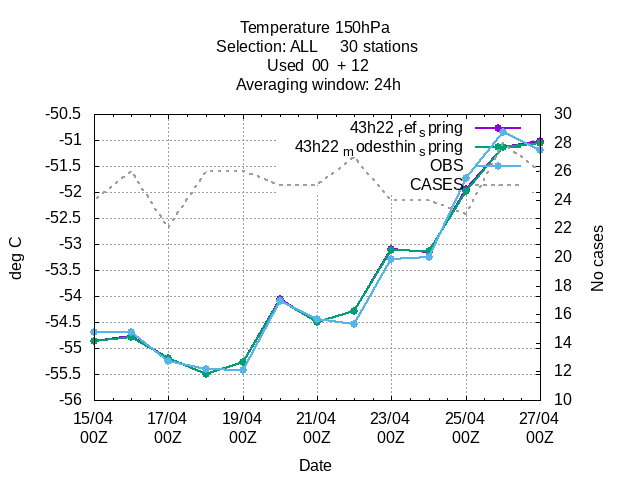 Temperature 150hPa
Selection: ALL 30 stations
Used 00 + 12
Averaging window: 24h
-50.5
-51
-51.5
-52
-52.5
-53
-53.5
-54
-54.5
-55
-55.5
-56
deg C
43h22 ref spring
43h22 modesthin spring
OBS
CASES
30
28
26
24
22
20
18
16
14
12
10
No cases
15/04 17/04 19/04 21/04 23/04 25/04 27/04
00Z 00Z 00Z 00Z 00Z 00Z 00Z
Date